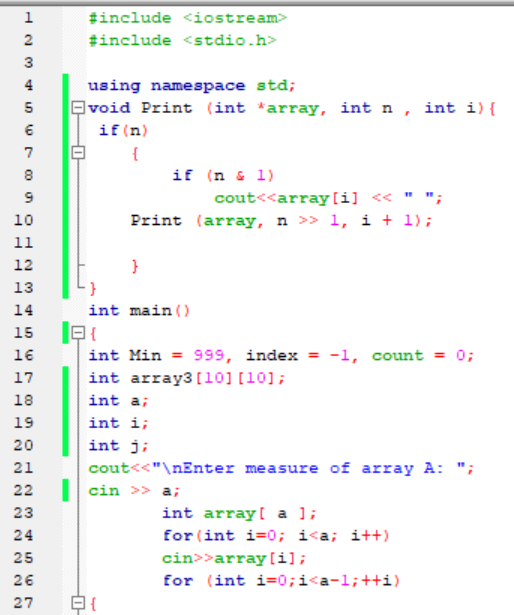 1 #include <iostream>
2 #include <stdio.h>
3
4 using namespace std;
5 void Print (int *array, int n , int i){
6 if(n)
7 {
8 if (n & 1)
9 cout<<array[i] << " ";
10 Print (array, n >> 1, i + 1);
11
12 }
13 }
14 int main()
15 {
16 int Min = 999, index = -1, count = 0;
17 int array3[10][10];
18 int a;
19 int i;
20 int j;
21 cout<<"\nEnter measure of array A: ";
22 cin >> a;
23 int array[ a ];
24 for(int i=0; i<a; i++)
25 cin>>array[i];
26 for (int i=0;i<a-1;++i)
27 {